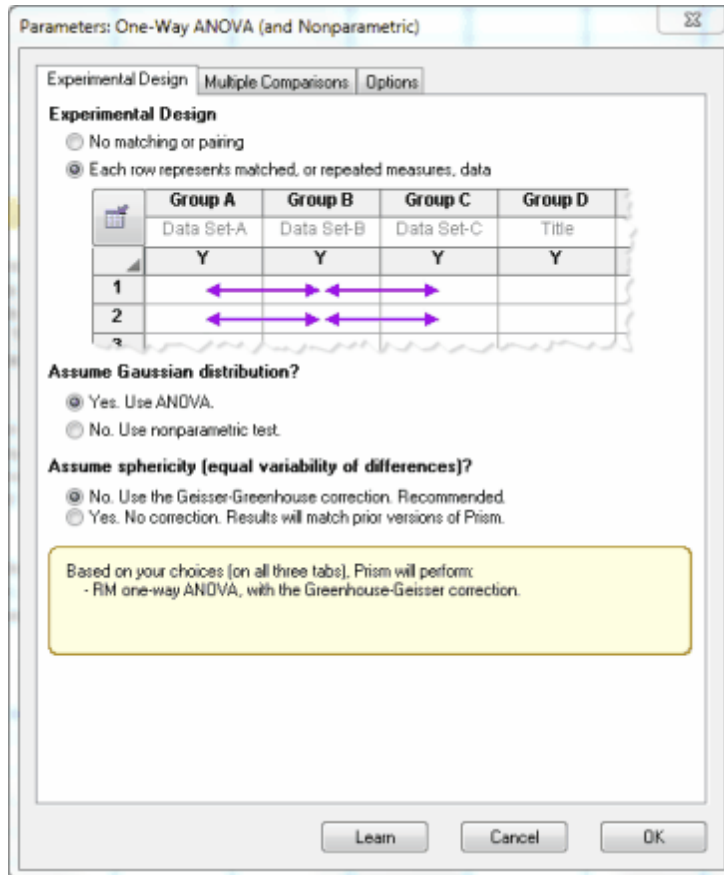 Parameters: One-Way ANOVA (and Nonparametric)
Experimental Design Multiple Comparisons Options
Experimental Design
No matching or pairing
Each row represents matched, or repeated measures, data
Group A Group B Group C Group D
Data Set-A Data Set-B Data Set-C Title
Y Y Y Y
1
2
3
Assume Gaussian distribution?
Yes. Use ANOVA.
No. Use nonparametric test.
Assume sphericity (equal variability of differences)?
No. Use the Geisser-Greenhouse correction. Recommended.
Yes. No correction. Results will match prior versions of Prism.
Based on your choices (on all three tabs), Prism will perform:
- RM one-way ANOVA, with the Greenhouse-Geisser correction.
Learn Cancel OK